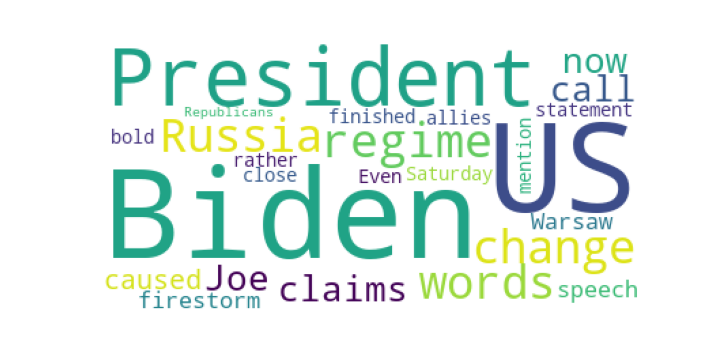 President
now
call
Republicans
finished
allies
statement
bold
Russia
regime
mention
US
rather
close
Even
Saturday
Biden
Warsaw
change
caused
Joe
claims
words
speech
firestorm